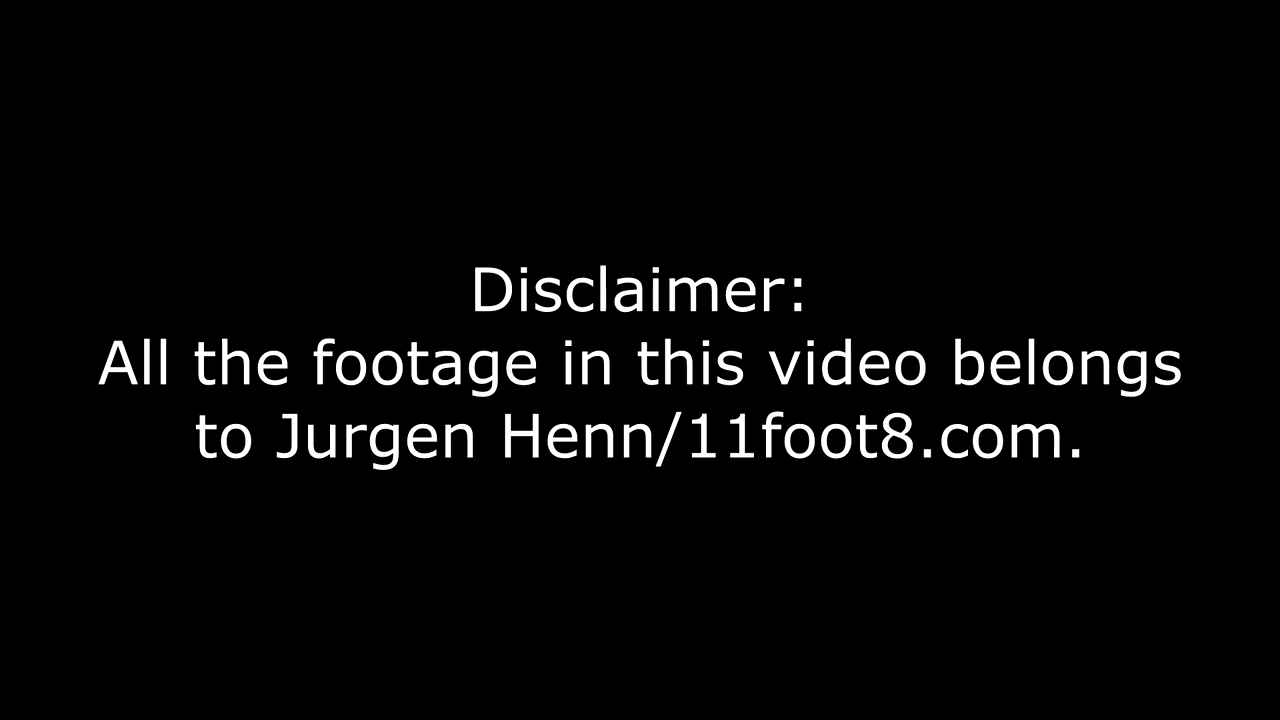 Disclaimer:
All the footage in this video belongs
to Jurgen Henn/11foot8.com.